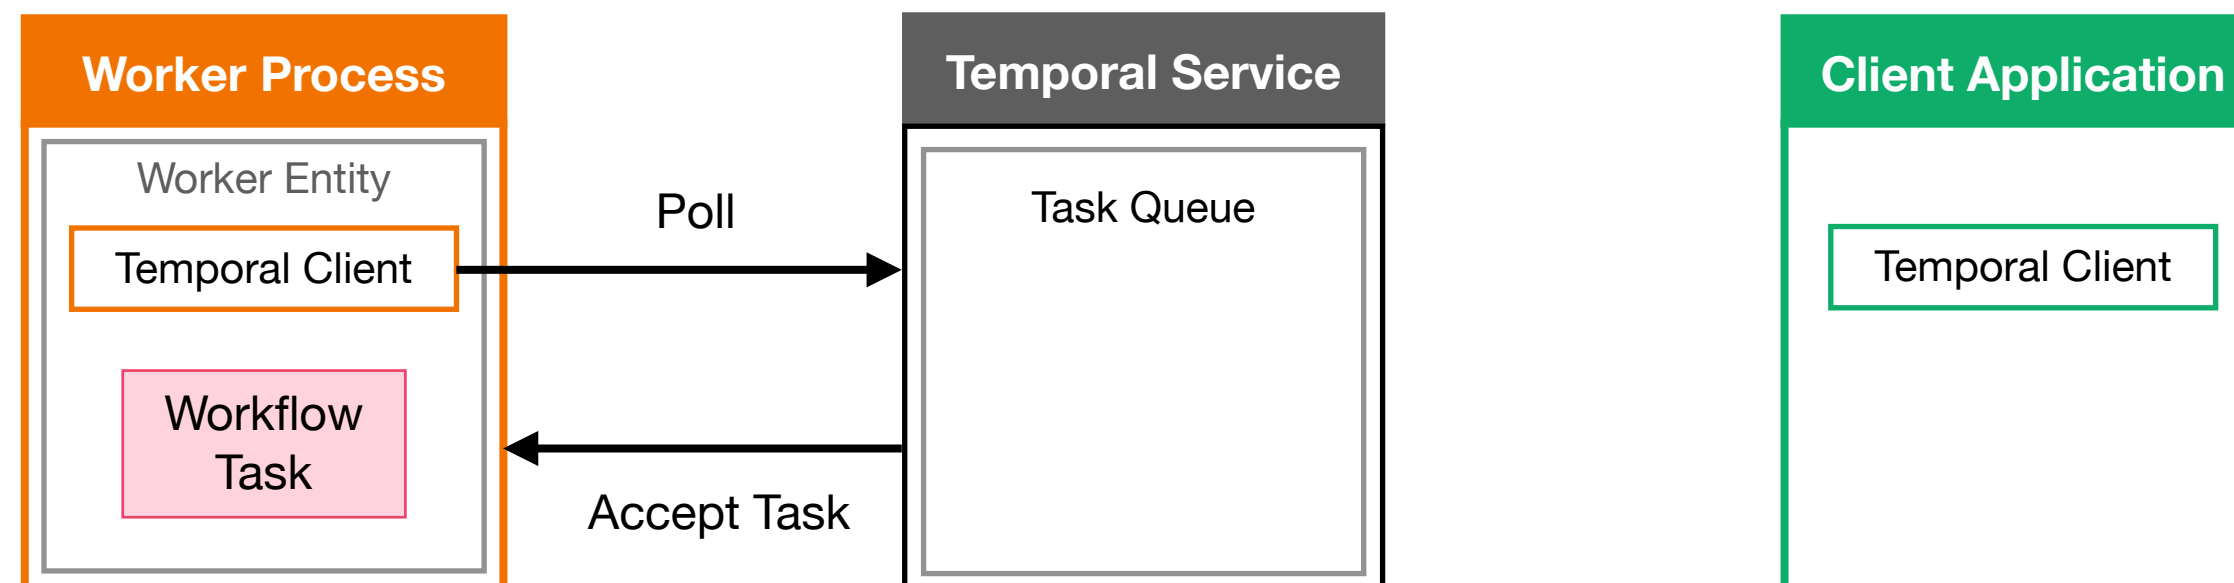 Worker Process
Worker Entity
Temporal Client
Workflow
Task
Poll
Accept Task
Temporal Service
Task Queue
Client Application
Temporal Client